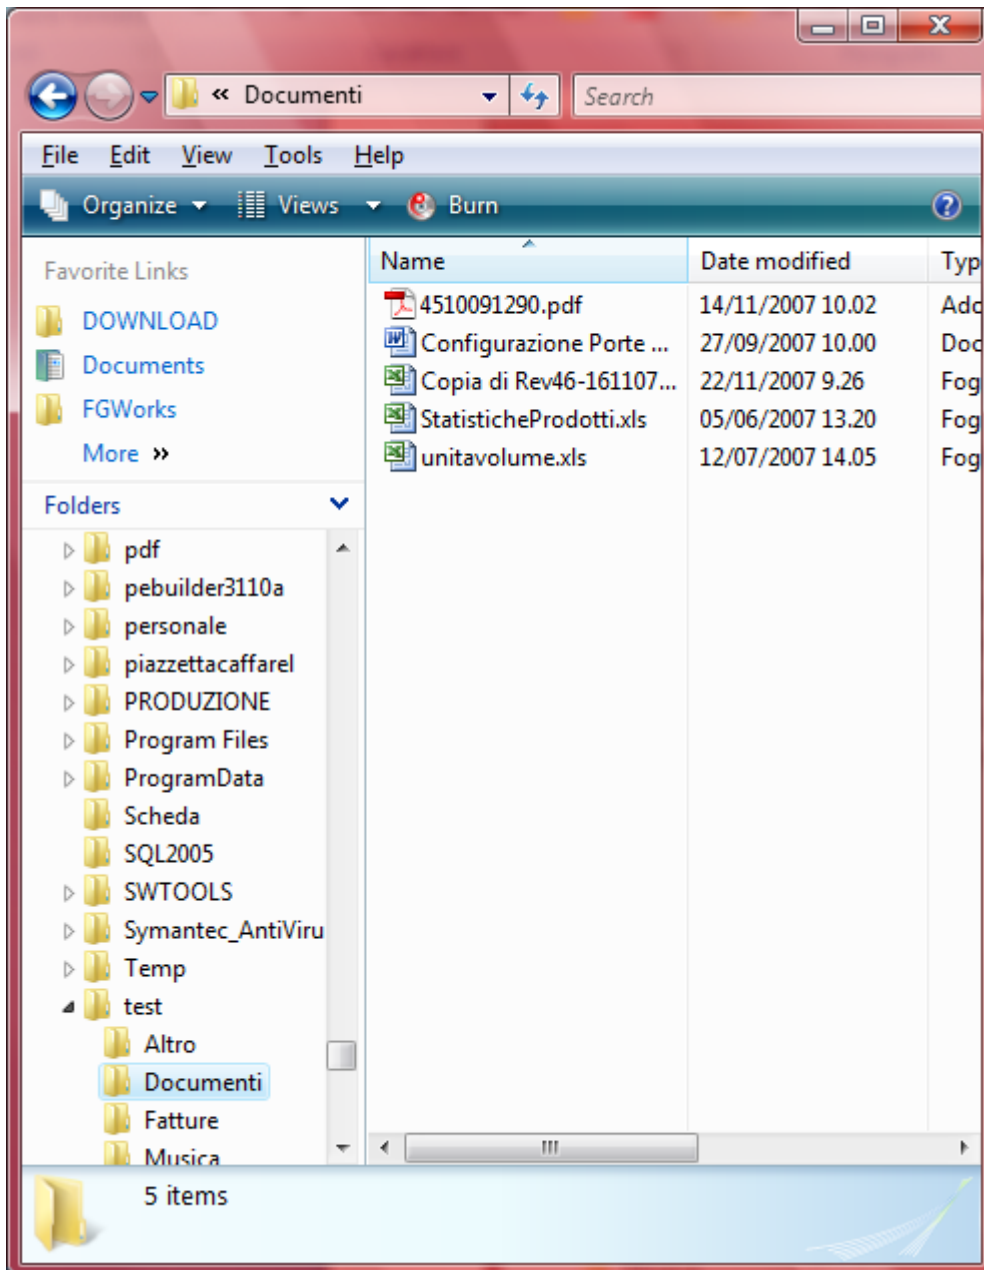 « Documenti Search
File Edit View Tools Help
Organize Views Burn
Favorite Links
DOWNLOAD
Documents
FGWorks
More »
Folders
pdf
pebuilder3110a
personale
piazzettacaffarel
PRODUZIONE
Program Files
ProgramData
Scheda
SQL2005
SWTOOLS
Symantec_AntiViru
Temp
test
Altro
Documenti
Fatture
Musica
Name Date modified Typ
4510091290.pdf 14/11/2007 10.02 Ado
Configurazione Porte ... 27/09/2007 10.00 Doc
Copia di Rev46-161107... 22/11/2007 9.26 Fog
StatisticheProdotti.xls 05/06/2007 13.20 Fog
unitavolume.xls 12/07/2007 14.05 Fog
5 items